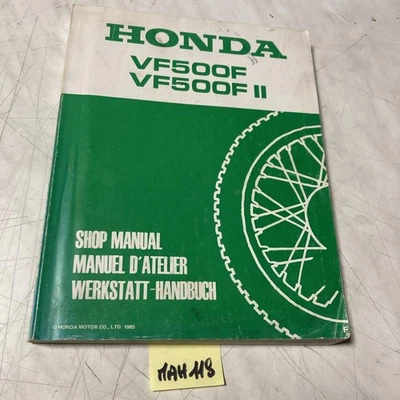 HONDA
VF500F
VF500F II
SHOP MANUAL
MANUEL D'ATELIER
WERKSTATT-HANDBUCH
© HONDA MOTOR CO., LTD. 1985
MAH 118